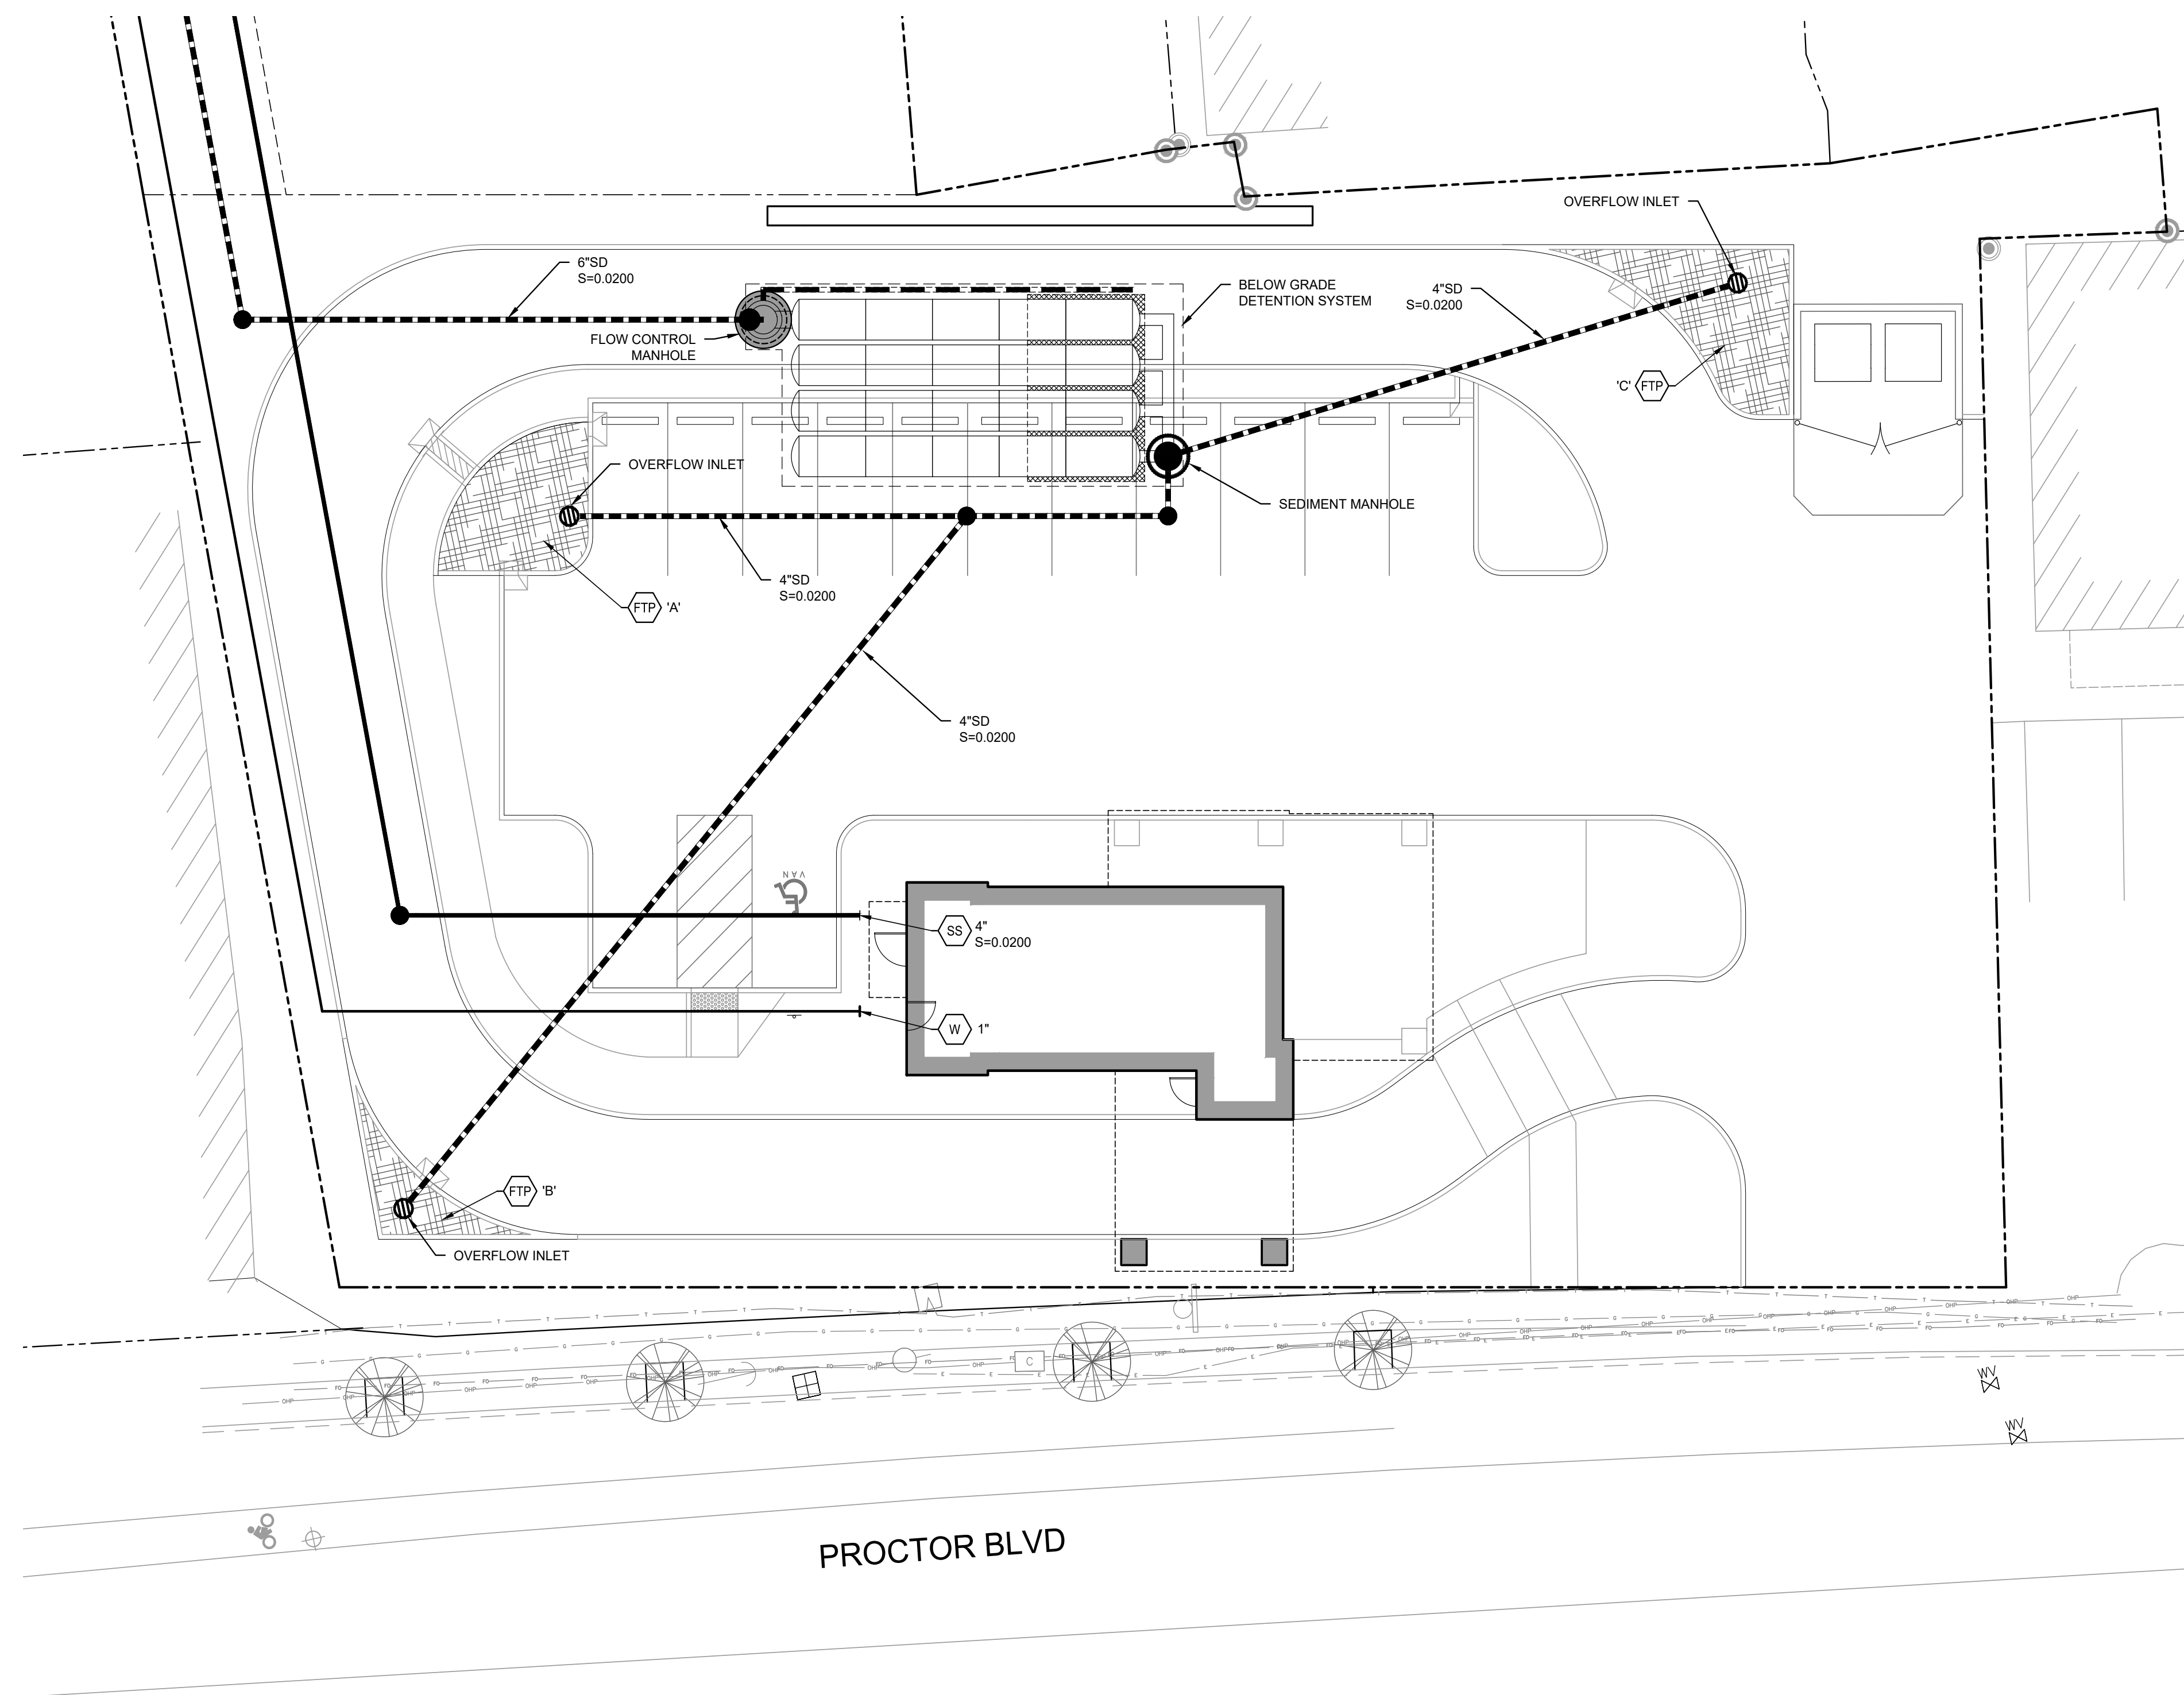 OVERFLOW INLET
6"SD
S=0.0200
BELOW GRADE
DETENTION SYSTEM
4"SD
S=0.0200
FLOW CONTROL
MANHOLE
'C' FTP
OVERFLOW INLET
SEDIMENT MANHOLE
4"SD
S=0.0200
FTP 'A'
4"SD
S=0.0200
VAN
SS 4"
S=0.0200
W 1"
FTP 'B'
OVERFLOW INLET
C
WV
WV
PROCTOR BLVD